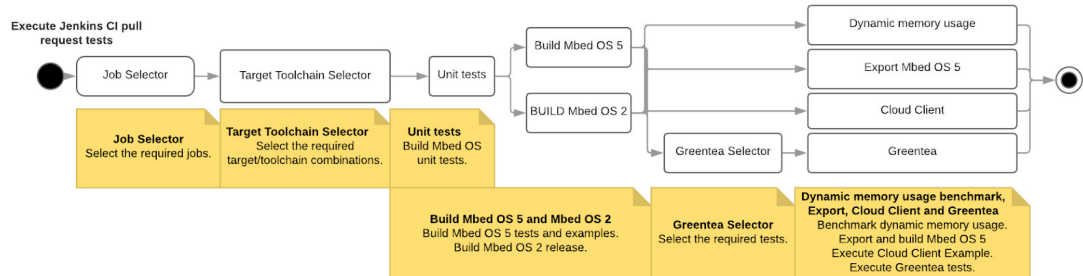 Execute Jenkins CI pull
request tests
Job Selector
Target Toolchain Selector
Unit tests
Build Mbed OS 5
BUILD Mbed OS 2
Dynamic memory usage
Export Mbed OS 5
Cloud Client
Greentea Selector
Greentea
Job Selector
Select the required jobs.
Target Toolchain Selector
Select the required
target/toolchain combinations.
Unit tests
Build Mbed OS
unit tests.
Build Mbed OS 5 and Mbed OS 2
Build Mbed OS 5 tests and examples.
Build Mbed OS 2 release.
Greentea Selector
Select the required tests.
Dynamic memory usage benchmark,
Export, Cloud Client and Greentea
Benchmark dynamic memory usage.
Export and build Mbed OS 5
Execute Cloud Client Example.
Execute Greentea tests.